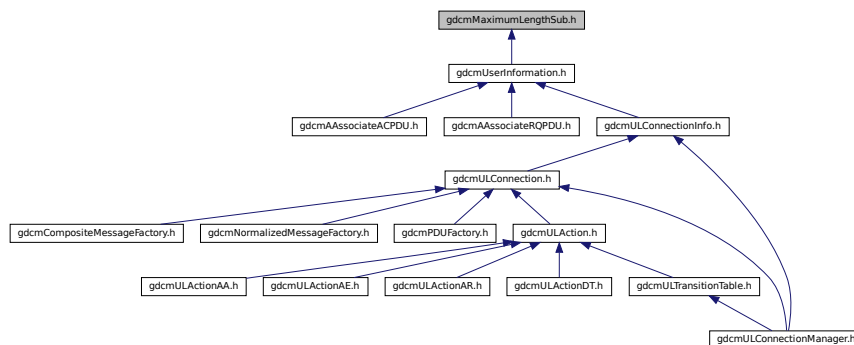 gdcmMaximumLengthSub.h
gdcmUserInformation.h
gdcmAAssociateACPDU.h
gdcmAAssociateRQPDU.h
gdcmULConnectionInfo.h
gdcmULConnection.h
gdcmCompositeMessageFactory.h
gdcmNormalizedMessageFactory.h
gdcmPDUFactory.h
gdcmULAction.h
gdcmULActionAA.h
gdcmULActionAE.h
gdcmULActionAR.h
gdcmULActionDT.h
gdcmULTransitionTable.h
gdcmULConnectionManager.h